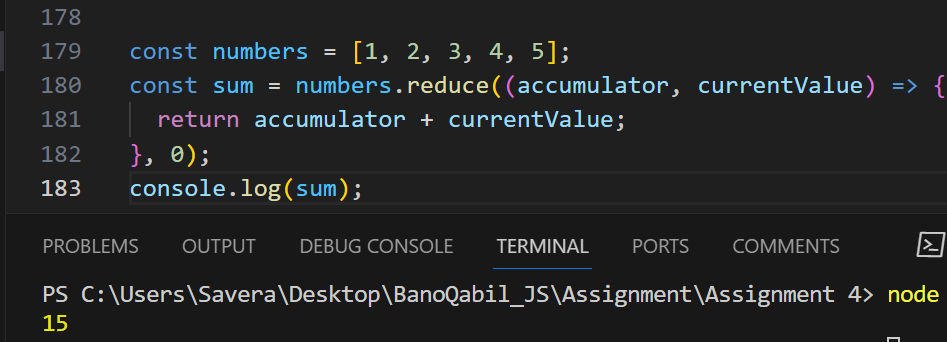 178
179 const numbers = [1, 2, 3, 4, 5];
180 const sum = numbers.reduce((accumulator, currentValue) => {
181   return accumulator + currentValue;
182 }, 0);
183 console.log(sum);
PROBLEMS OUTPUT DEBUG CONSOLE TERMINAL PORTS COMMENTS
PS C:\Users\Savera\Desktop\BanoQabil_JS\Assignment\Assignment 4> node
15